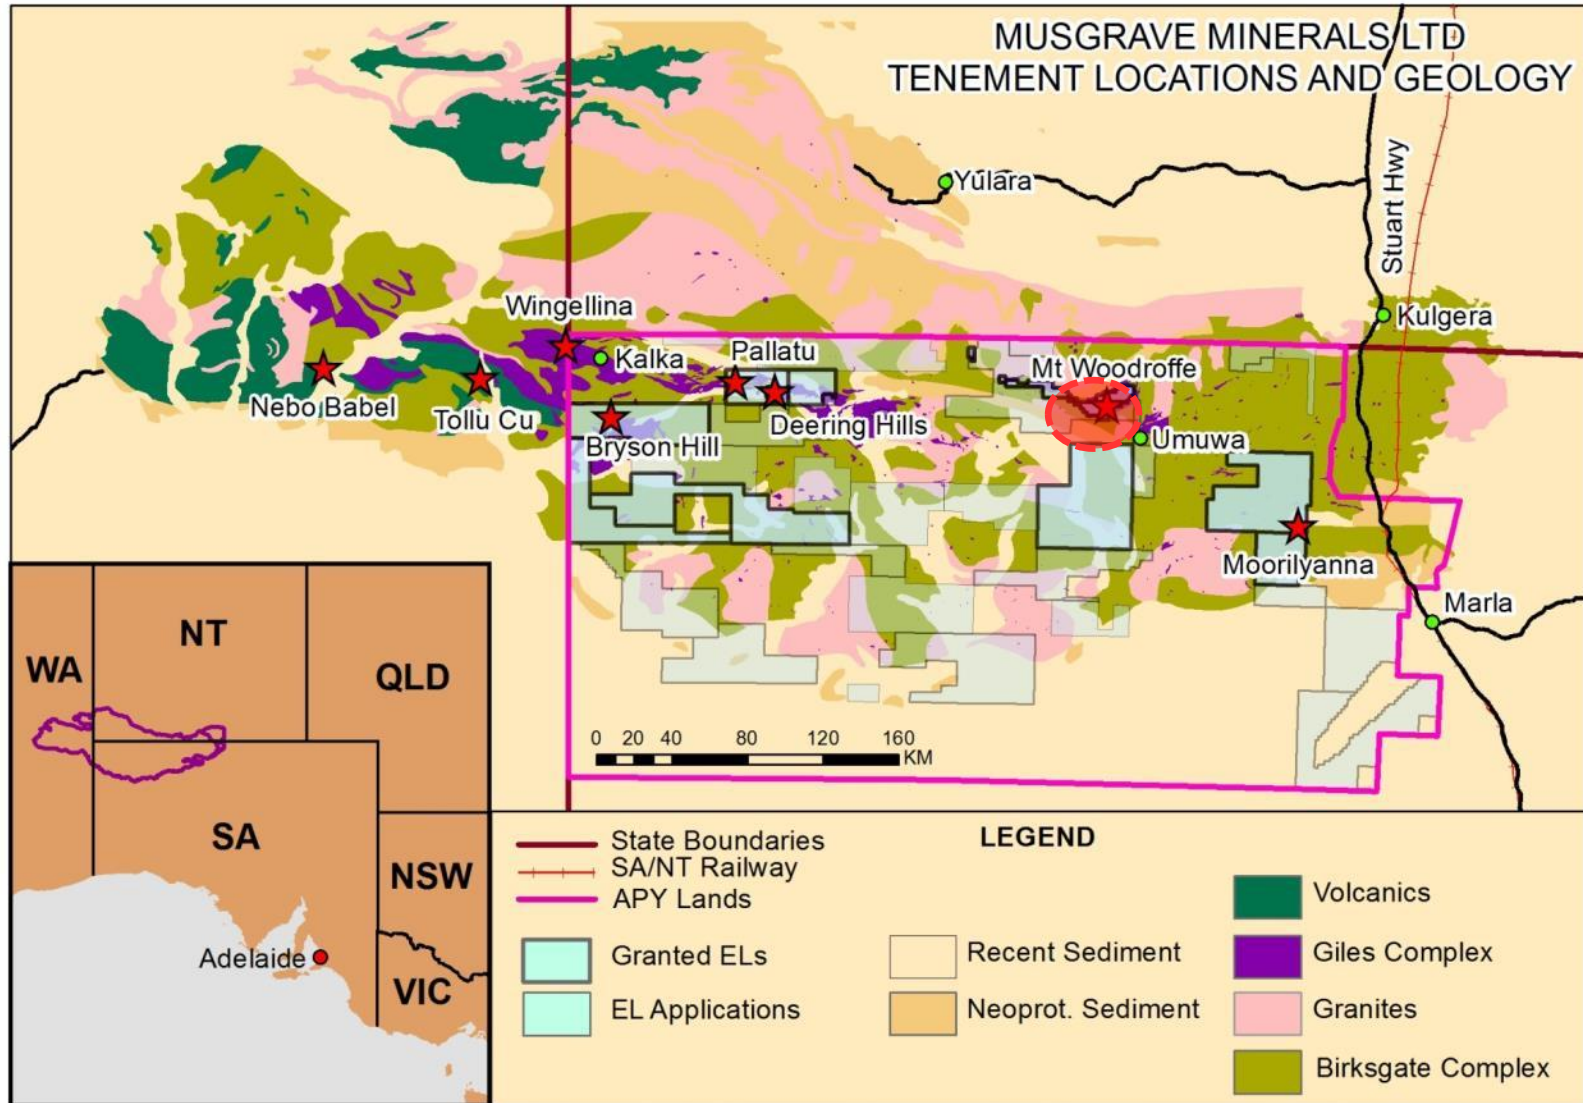 MUSGRAVE MINERALS LTD
TENEMENT LOCATIONS AND GEOLOGY
Stuart Hwy
Yulara
Kulgera
Wingellina
Kalka
Pallatu
Mt Woodroffe
Nebo Babel
Tollu Cu
Bryson Hill
Deering Hills
Umuwa
Moorilyanna
Marla
0 20 40 80 120 160
KM
NT
WA
QLD
SA
NSW
Adelaide
VIC
LEGEND
State Boundaries
SA/NT Railway
APY Lands
Granted ELs
EL Applications
Recent Sediment
Neoprot. Sediment
Volcanics
Giles Complex
Granites
Birksgate Complex